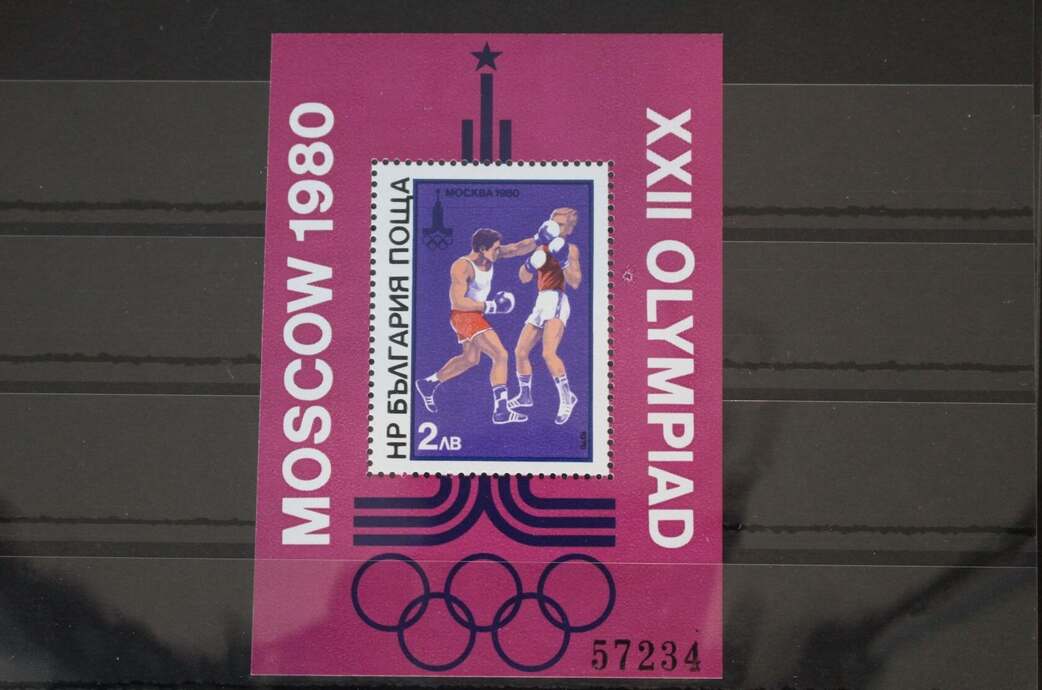 MOSCOW 1980
XXII OLYMPIAD
НР БЪЛГАРИЯ ПОЩА
МОСКВА 1980
2ЛВ
57234